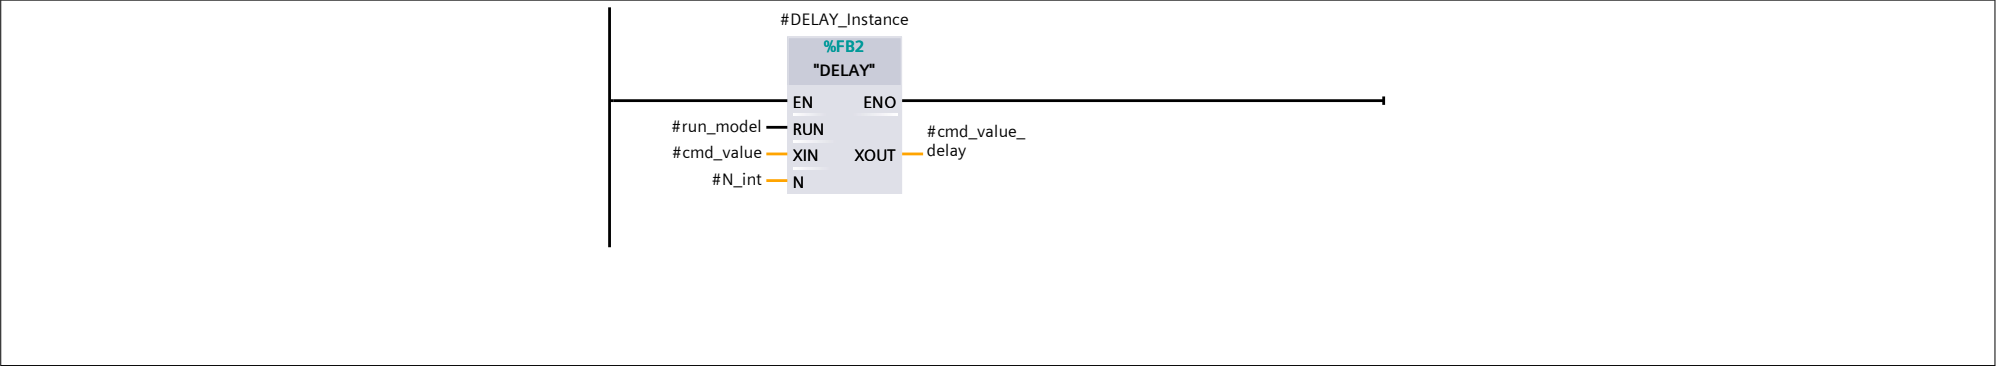 #DELAY_Instance
%FB2
"DELAY"
EN ENO
#run_model RUN
#cmd_value_
#cmd_value XIN XOUT delay
#N_int N